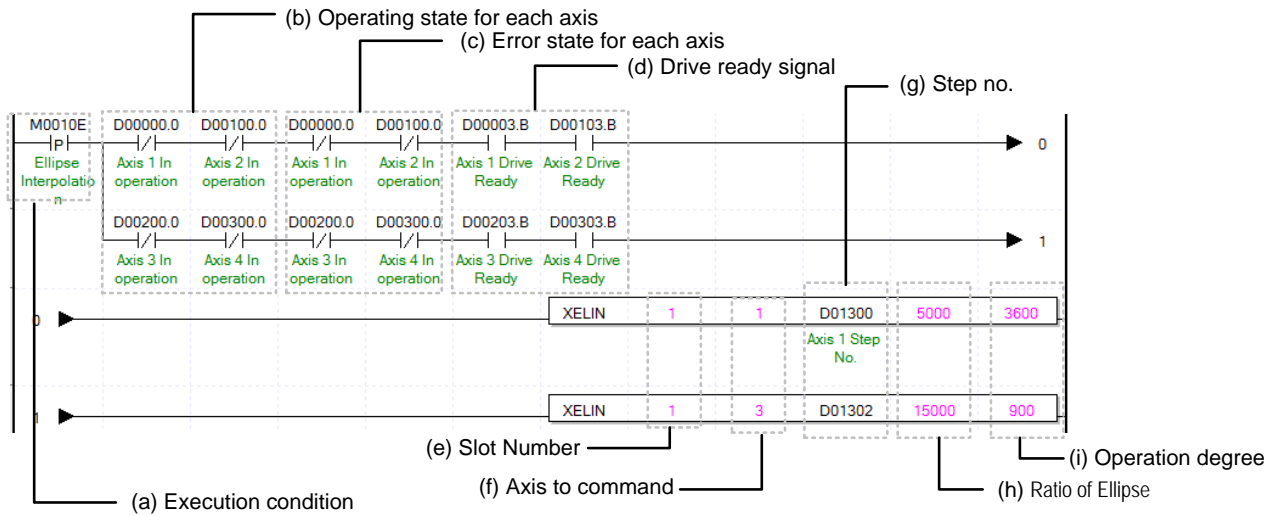 (b) Operating state for each axis
(c) Error state for each axis
(d) Drive ready signal
(g) Step no.
M0010E D00000.0 D00100.0 D00000.0 D00100.0 D00003.B D00103.B
P
0
Ellipse Axis 1 In Axis 2 In Axis 1 In Axis 2 In Axis 1 Drive Axis 2 Drive
Interpolatio operation operation operation operation Ready Ready
n
D00200.0 D00300.0 D00200.0 D00300.0 D00203.B D00303.B
1
Axis 3 In Axis 4 In Axis 3 In Axis 4 In Axis 3 Drive Axis 4 Drive
operation operation operation operation Ready Ready
0 XELIN 1 1 D01300 5000 3600
Axis 1 Step
No.
1 XELIN 1 3 D01302 15000 900
(e) Slot Number
(i) Operation degree
(f) Axis to command
(h) Ratio of Ellipse
(a) Execution condition